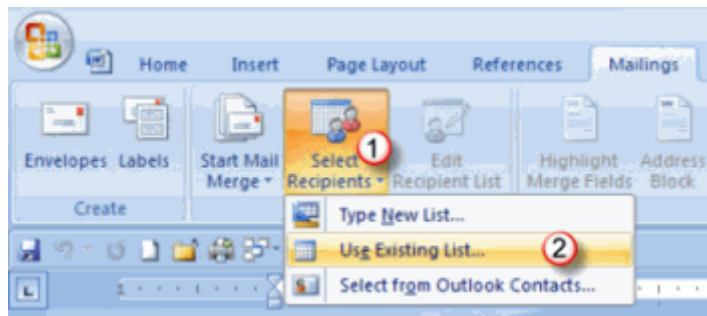 Home Insert Page Layout References Mailings
Envelopes Labels Start Mail Merge Select Recipients 1 Edit Recipient List Highlight Merge Fields Address Block
Create
Type New List...
Use Existing List... 2
Select from Outlook Contacts...
L 1